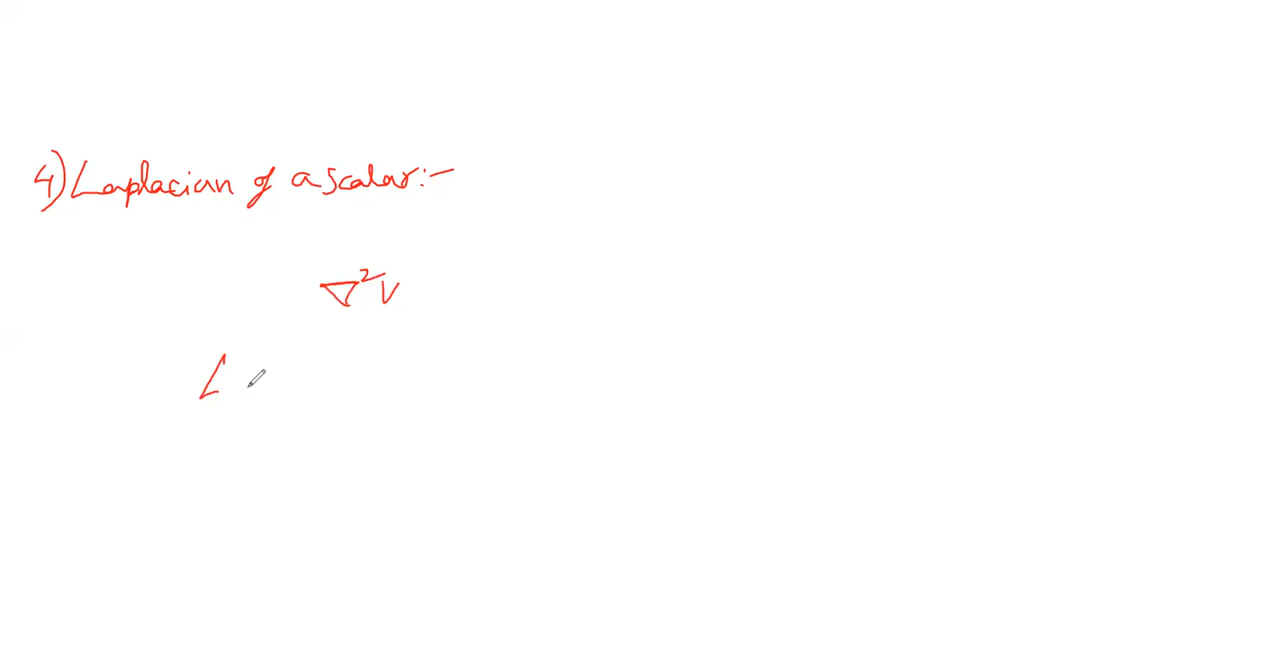 4) Laplacian of a scalar:-
∇²V
L